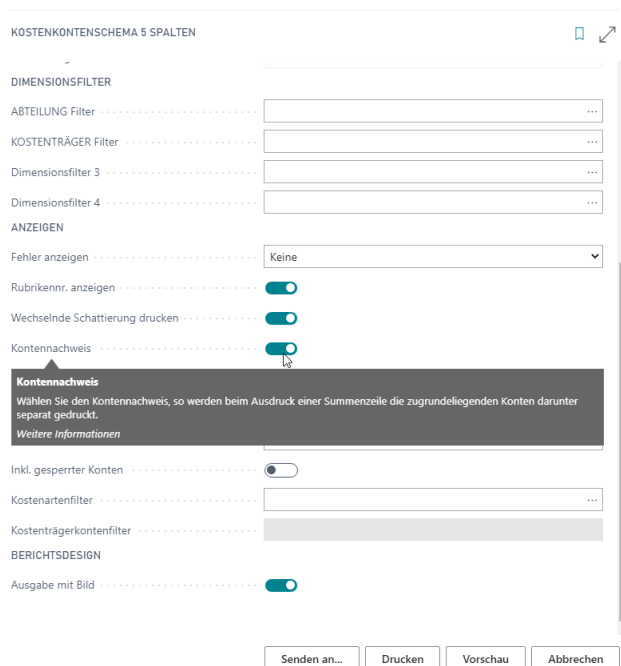 KOSTENKONTENSCHEMA 5 SPALTEN
DIMENSIONSFILTER
ABTEILUNG Filter
KOSTENTRÄGER Filter
Dimensionsfilter 3
Dimensionsfilter 4
ANZEIGEN
Fehler anzeigen Keine
Rubrikennr. anzeigen
Wechselnde Schattierung drucken
Kontennachweis
Kontennachweis
Wählen Sie den Kontennachweis, so werden beim Ausdruck einer Summenzeile die zugrundeliegenden Konten darunter
separat gedruckt.
Weitere Informationen
Inkl. gesperrter Konten
Kostenartenfilter
Kostenträgerkontenfilter
BERICHTSDESIGN
Ausgabe mit Bild
Senden an... Drucken Vorschau Abbrechen